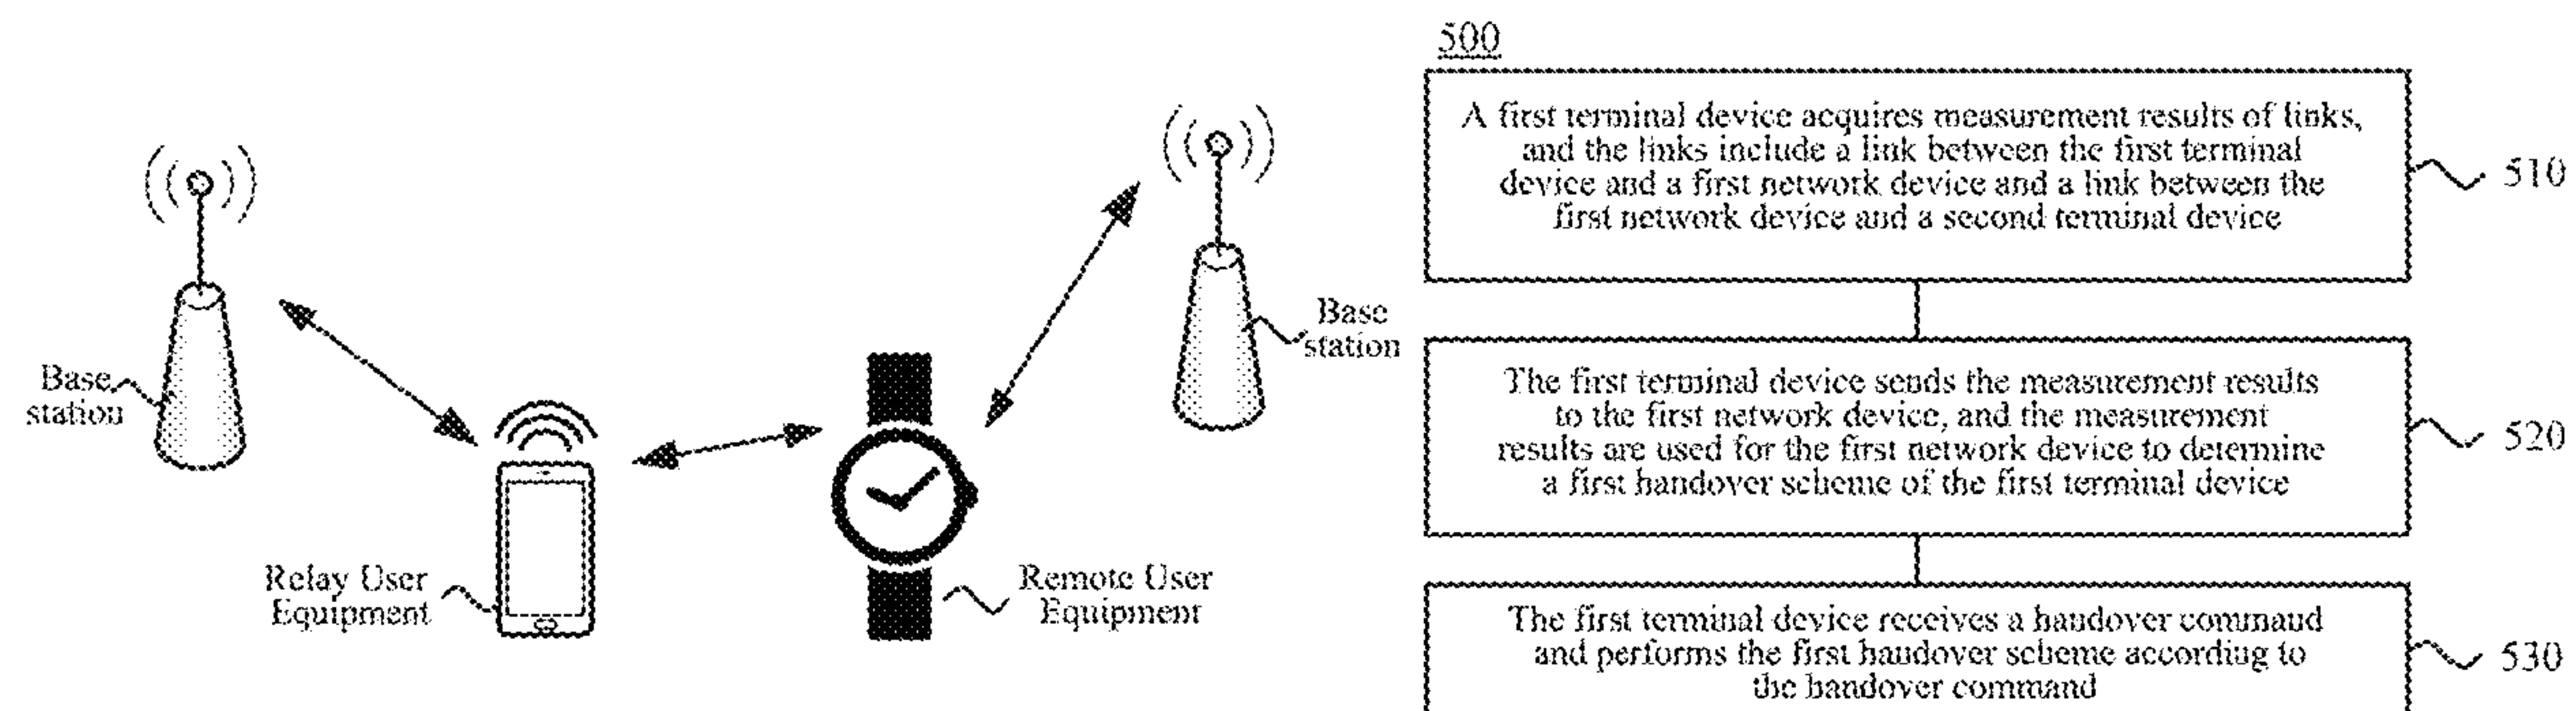 Base
station
Relay User
Equipment
Remote User
Equipment
Base
station
500
A first terminal device acquires measurement results of links,
and the links include a link between the first terminal
device and a first network device and a link between the
first network device and a second terminal device
510
The first terminal device sends the measurement results
to the first network device, and the measurement
results are used for the first network device to determine
a first handover scheme of the first terminal device
520
The first terminal device receives a handover command
and performs the first handover scheme according to
the handover command
530